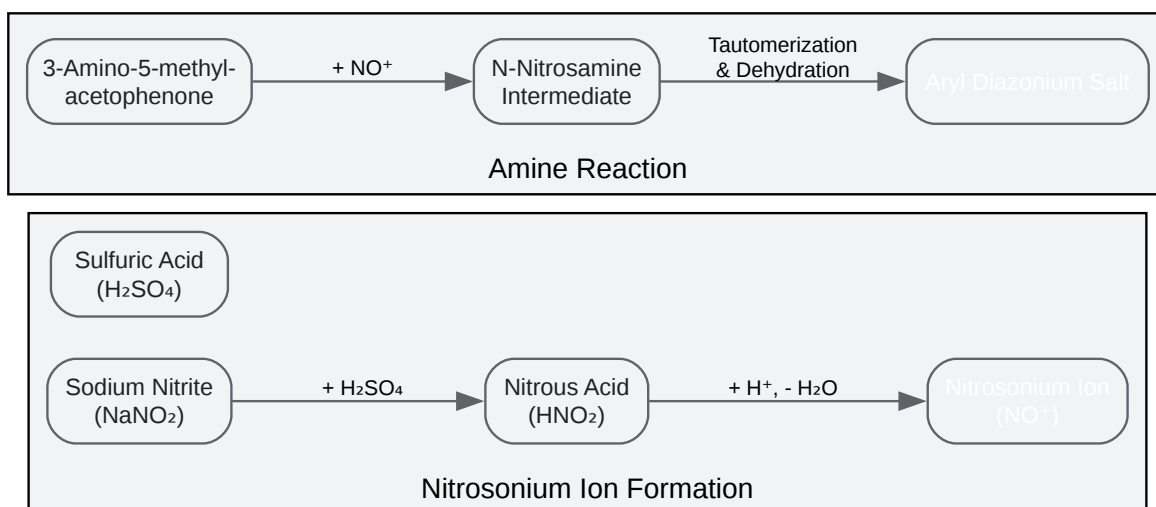 3-Amino-5-methyl-
acetophenone
+ NO⁺
N-Nitrosamine
Intermediate
Tautomerization
& Dehydration
Aryl Diazonium Salt
Amine Reaction
Sulfuric Acid
(H₂SO₄)
Sodium Nitrite
(NaNO₂)
+ H₂SO₄
Nitrous Acid
(HNO₂)
+ H⁺, - H₂O
Nitrosonium Ion
(NO⁺)
Nitrosonium Ion Formation